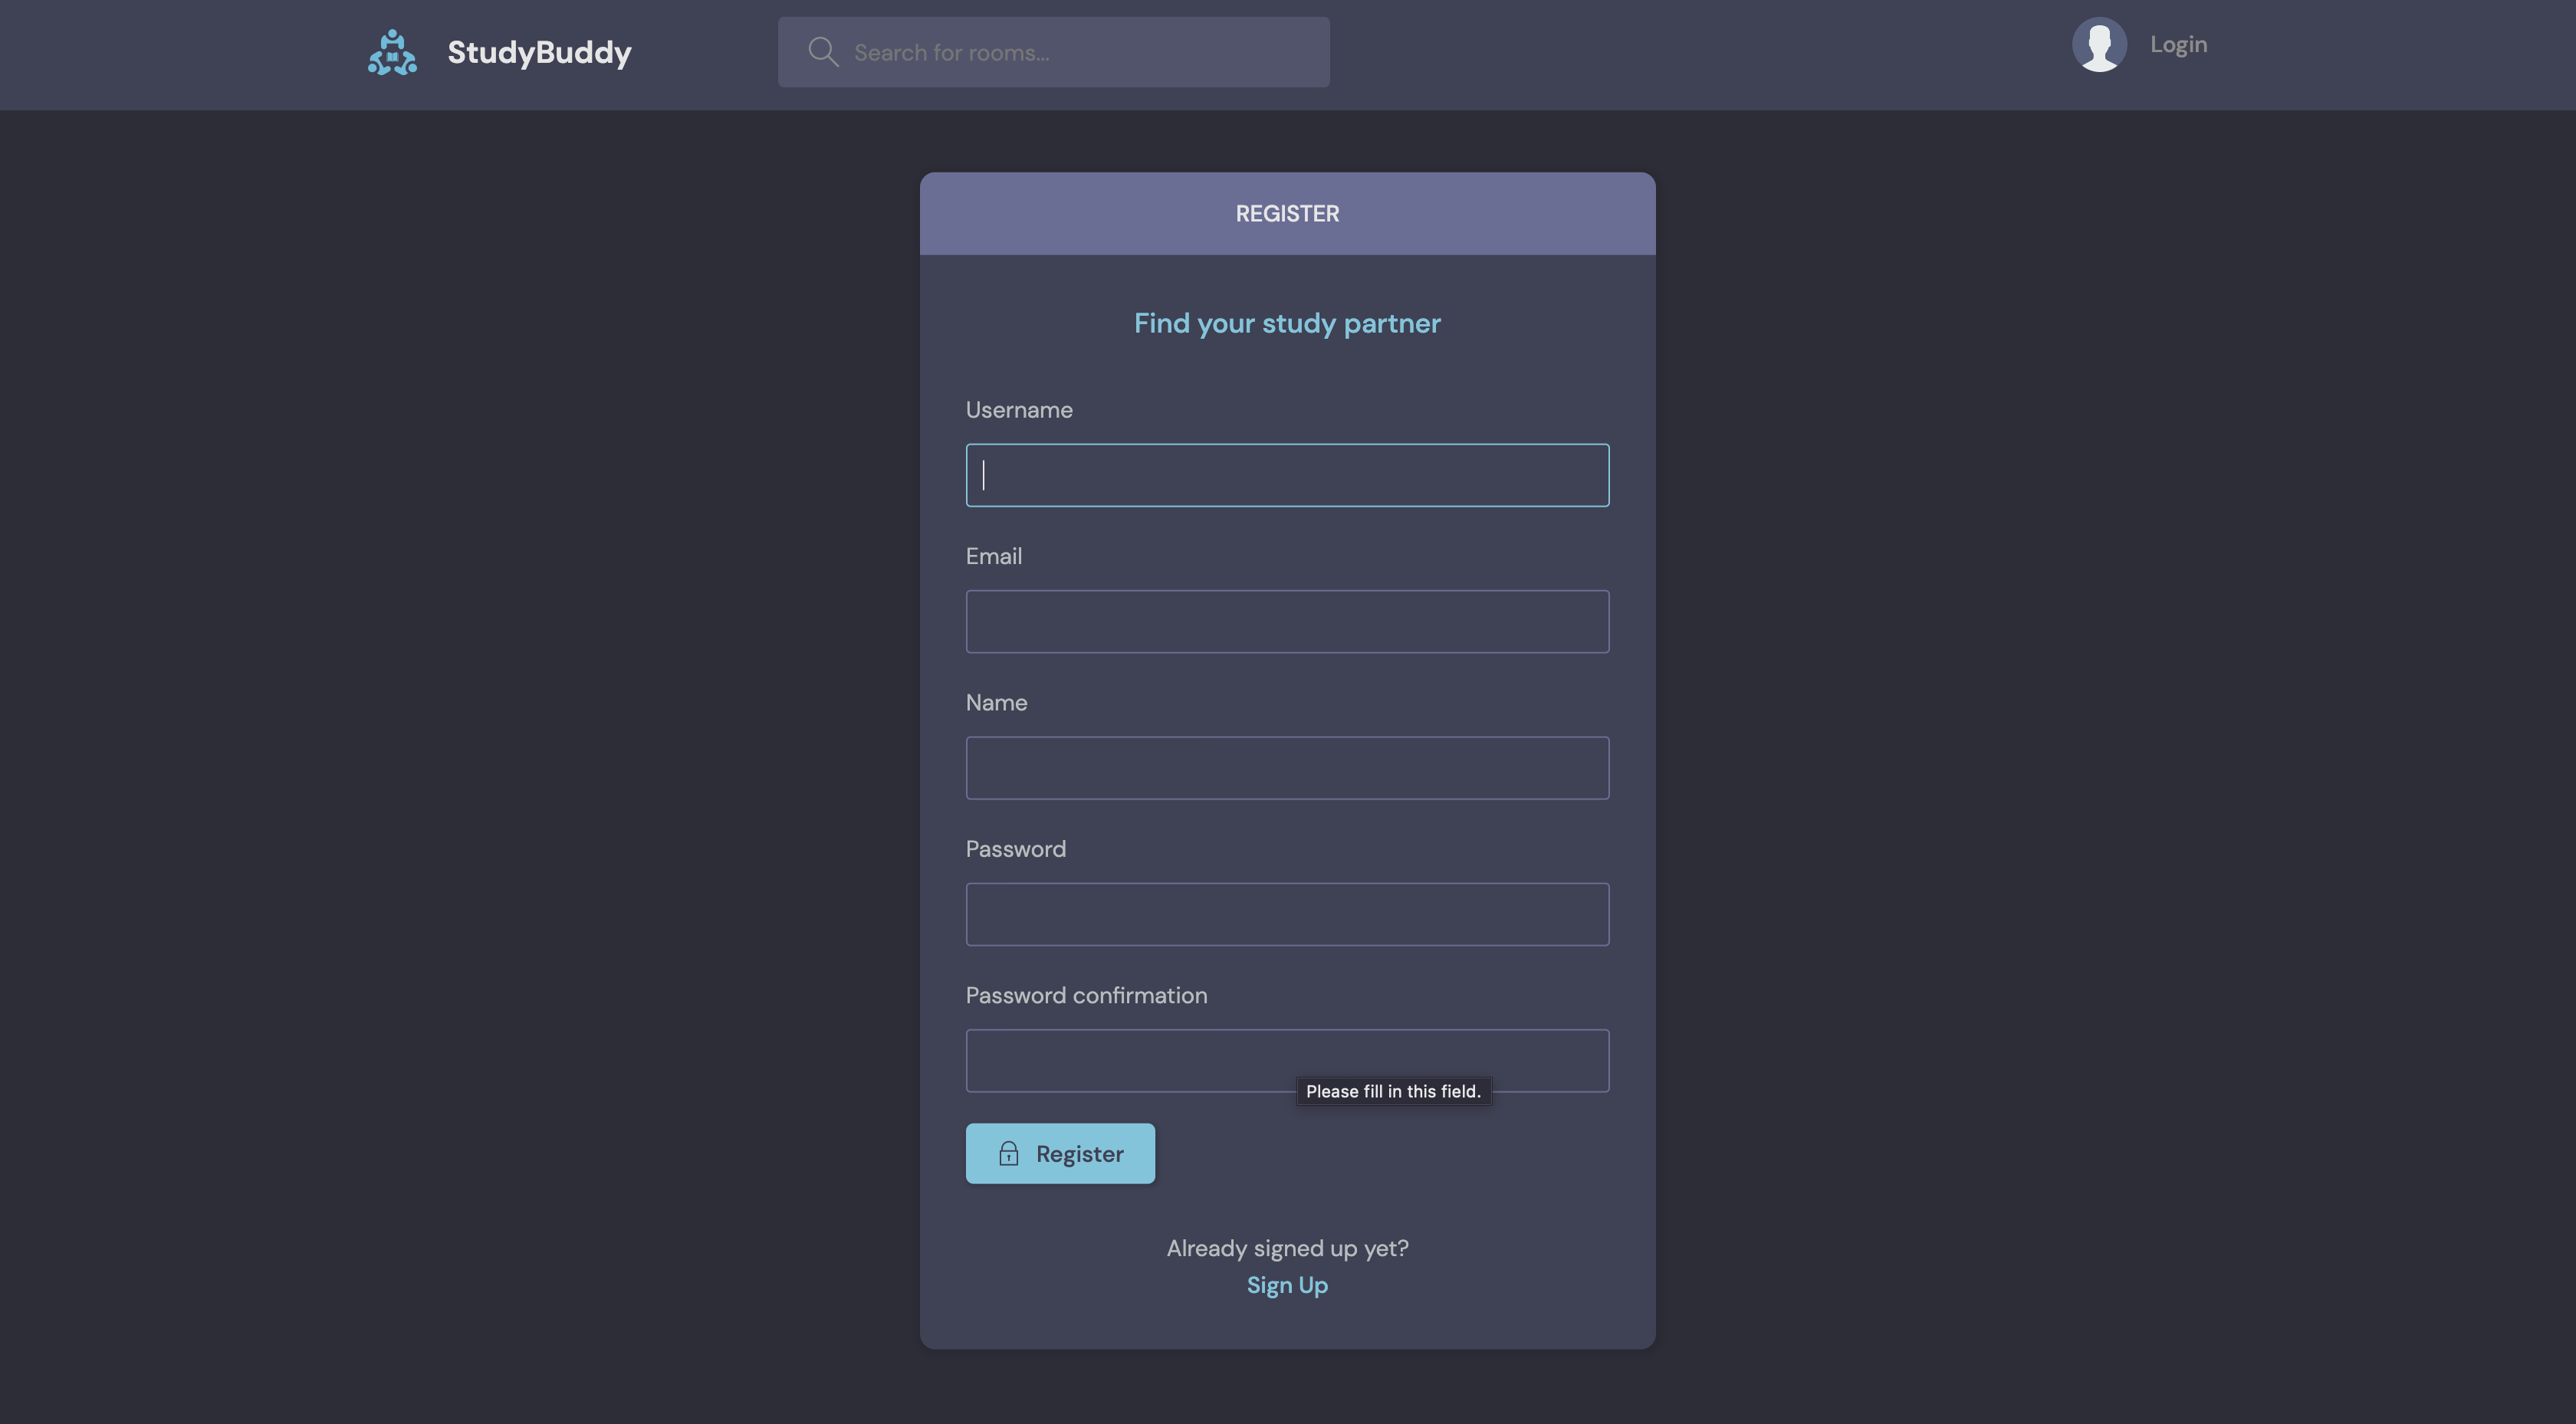 StudyBuddy
Search for rooms...
Login
REGISTER
Find your study partner
Username
Email
Name
Password
Password confirmation
Please fill in this field.
Register
Already signed up yet?
Sign Up